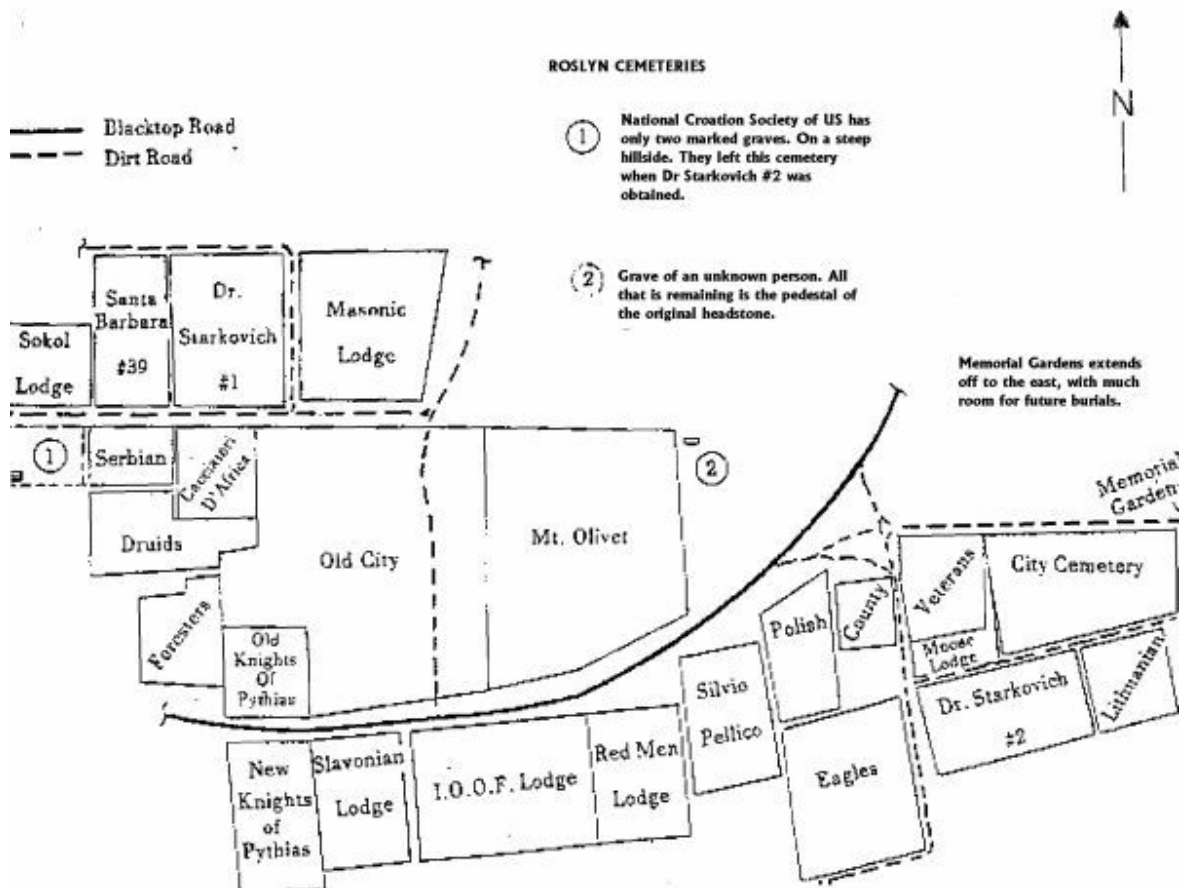 ROSLYN CEMETERIES
N
Blacktop Road
Dirt Road
1
National Croation Society of US has
only two marked graves. On a steep
hillside. They left this cemetery
when Dr Starkovich #2 was
obtained.
2
Grave of an unknown person. All
that is remaining is the pedestal of
the original headstone.
Memorial Gardens extends
off to the east, with much
room for future burials.
Sokol
Lodge
Santa
Barbara
#39
Dr.
Starkovich
#1
Masonic
Lodge
1
Serbian
Cacciatori
D'Africa
Druids
Foresters
Old
Knights
Of
Pythias
Old City
Mt. Olivet
2
Memorial
Gardens
Polish
County
Veterans
City Cemetery
Moose
Lodge
Dr. Starkovich
#2
Lithuanian
Silvio
Pellico
Eagles
New
Knights
of
Pythias
Slavonian
Lodge
I.O.O.F. Lodge
Red Men
Lodge